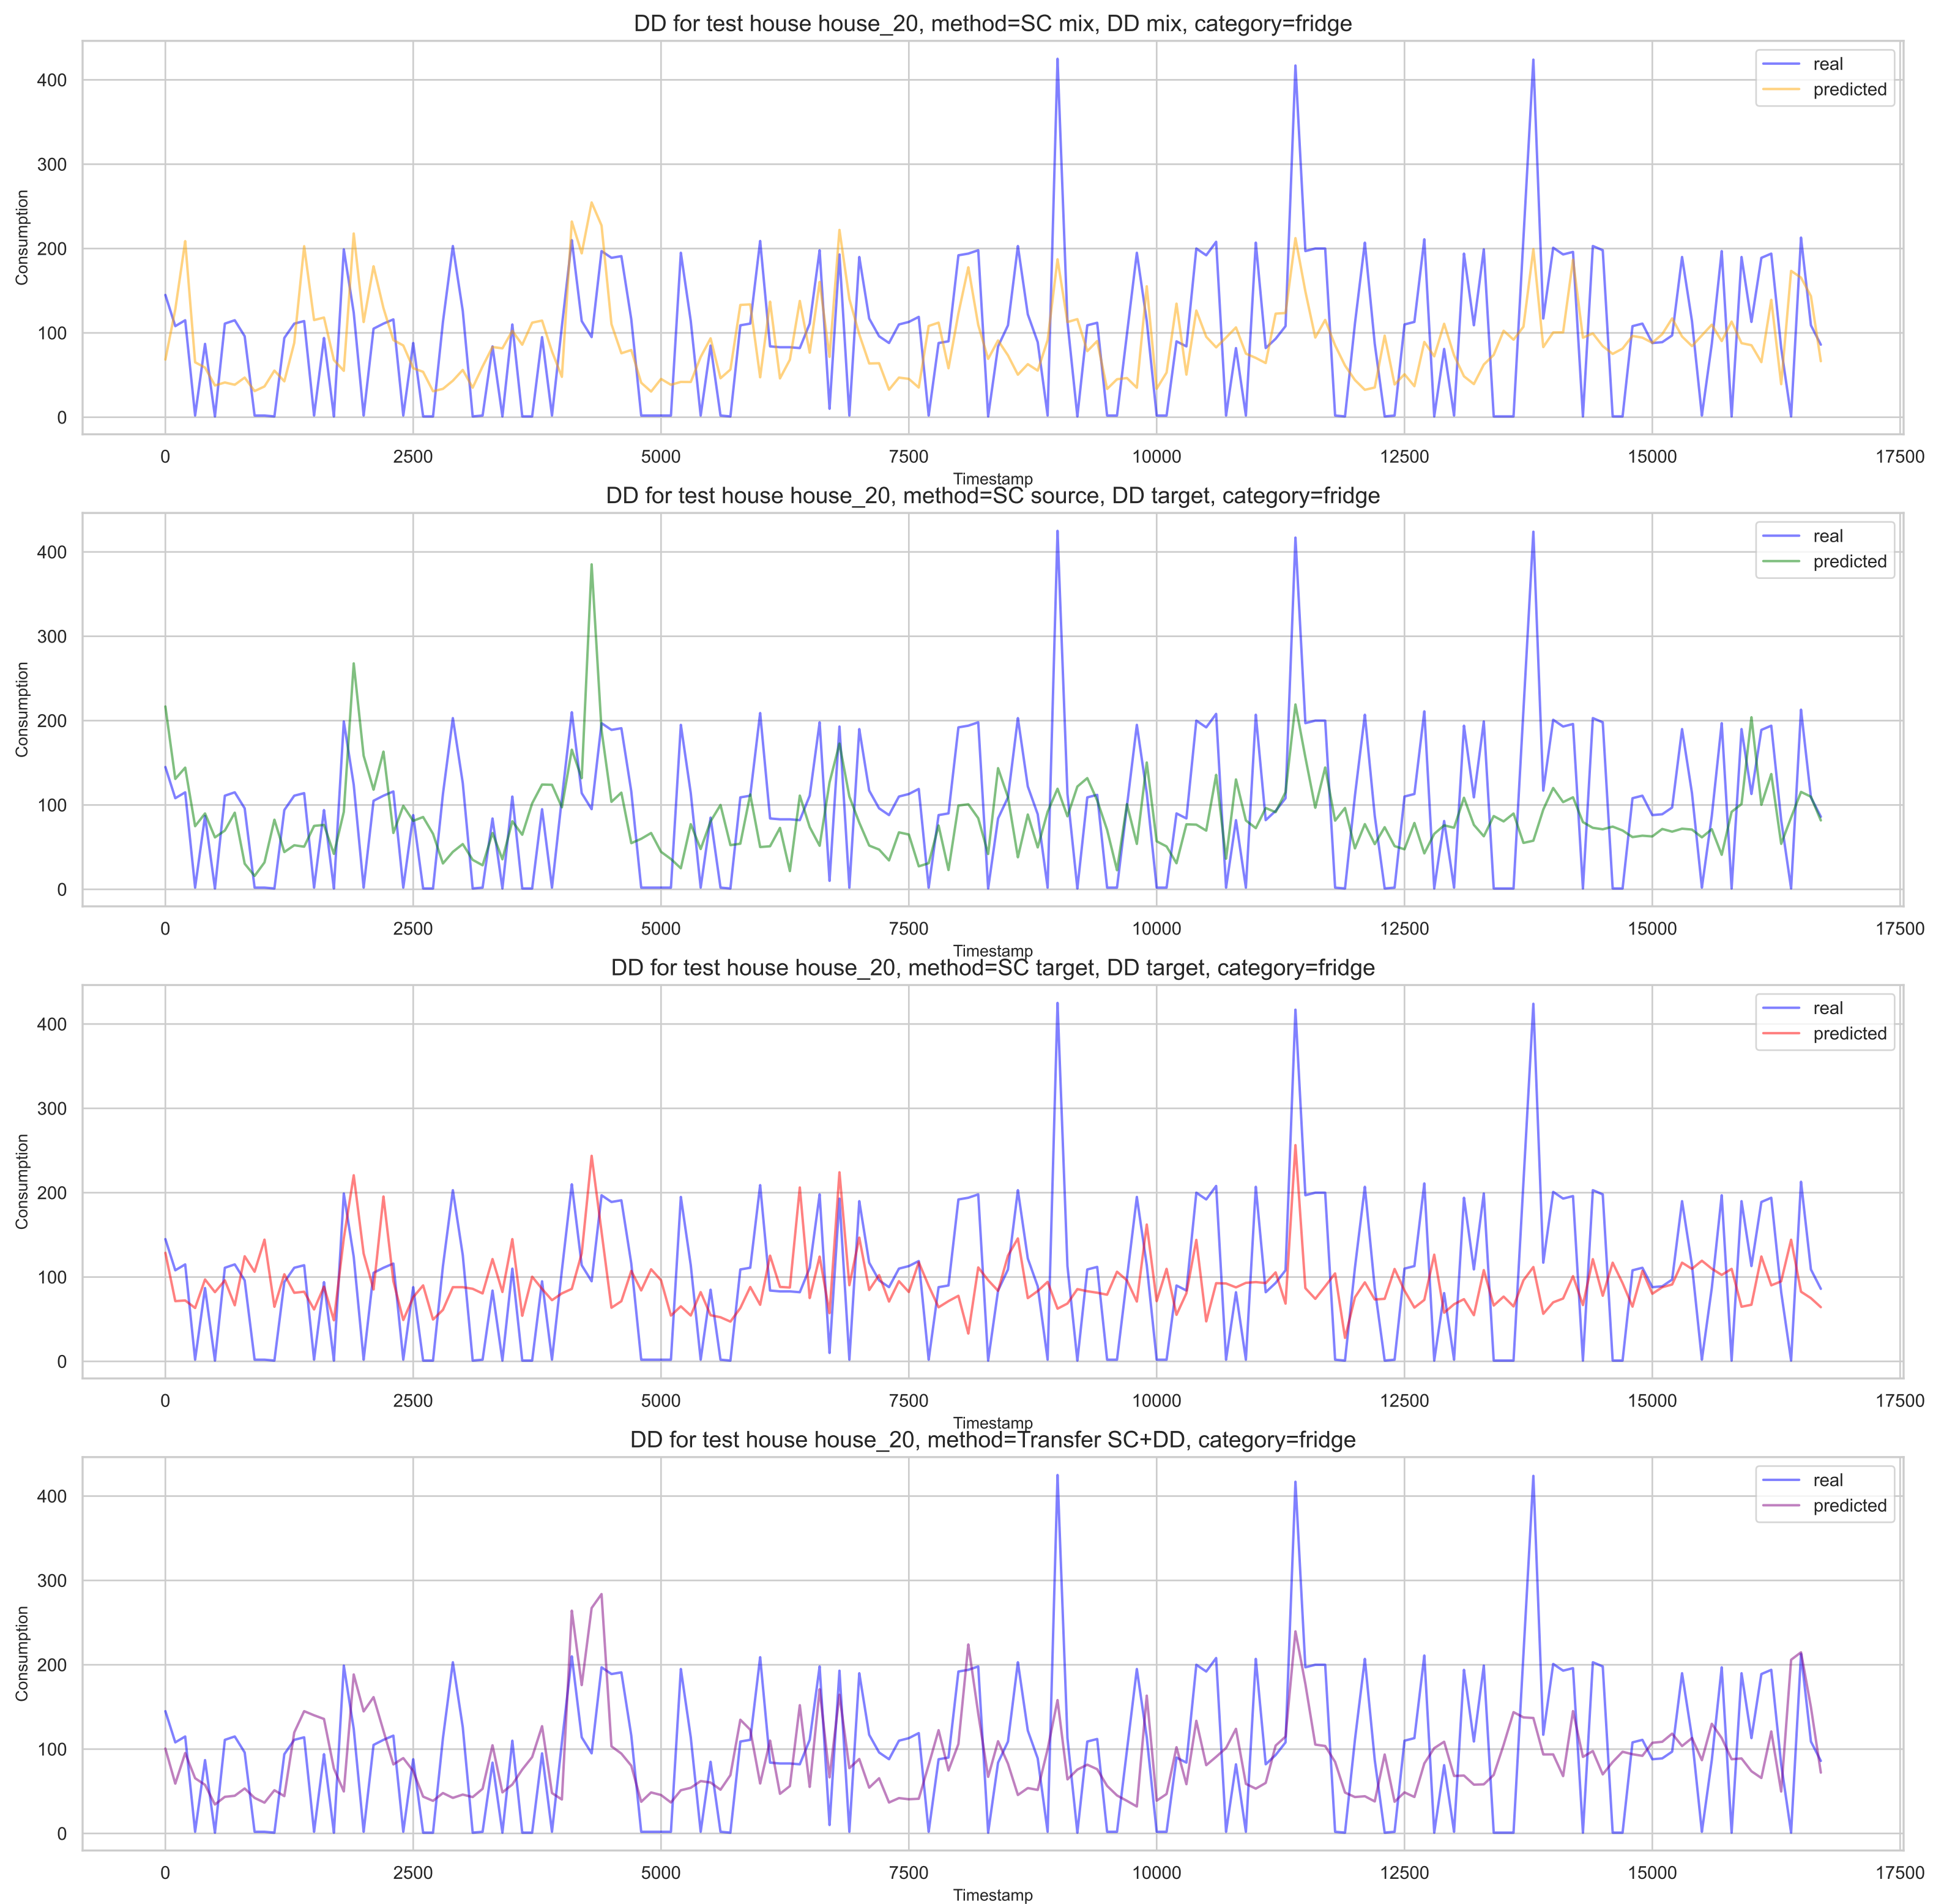 DD for test house house_20, method=SC mix, DD mix, category=fridge
real
predicted
Consumption
400
300
200
100
0
0 2500 5000 7500 10000 12500 15000 17500
Timestamp
DD for test house house_20, method=SC source, DD target, category=fridge
real
predicted
Consumption
400
300
200
100
0
0 2500 5000 7500 10000 12500 15000 17500
Timestamp
DD for test house house_20, method=SC target, DD target, category=fridge
real
predicted
Consumption
400
300
200
100
0
0 2500 5000 7500 10000 12500 15000 17500
Timestamp
DD for test house house_20, method=Transfer SC+DD, category=fridge
real
predicted
Consumption
400
300
200
100
0
0 2500 5000 7500 10000 12500 15000 17500
Timestamp